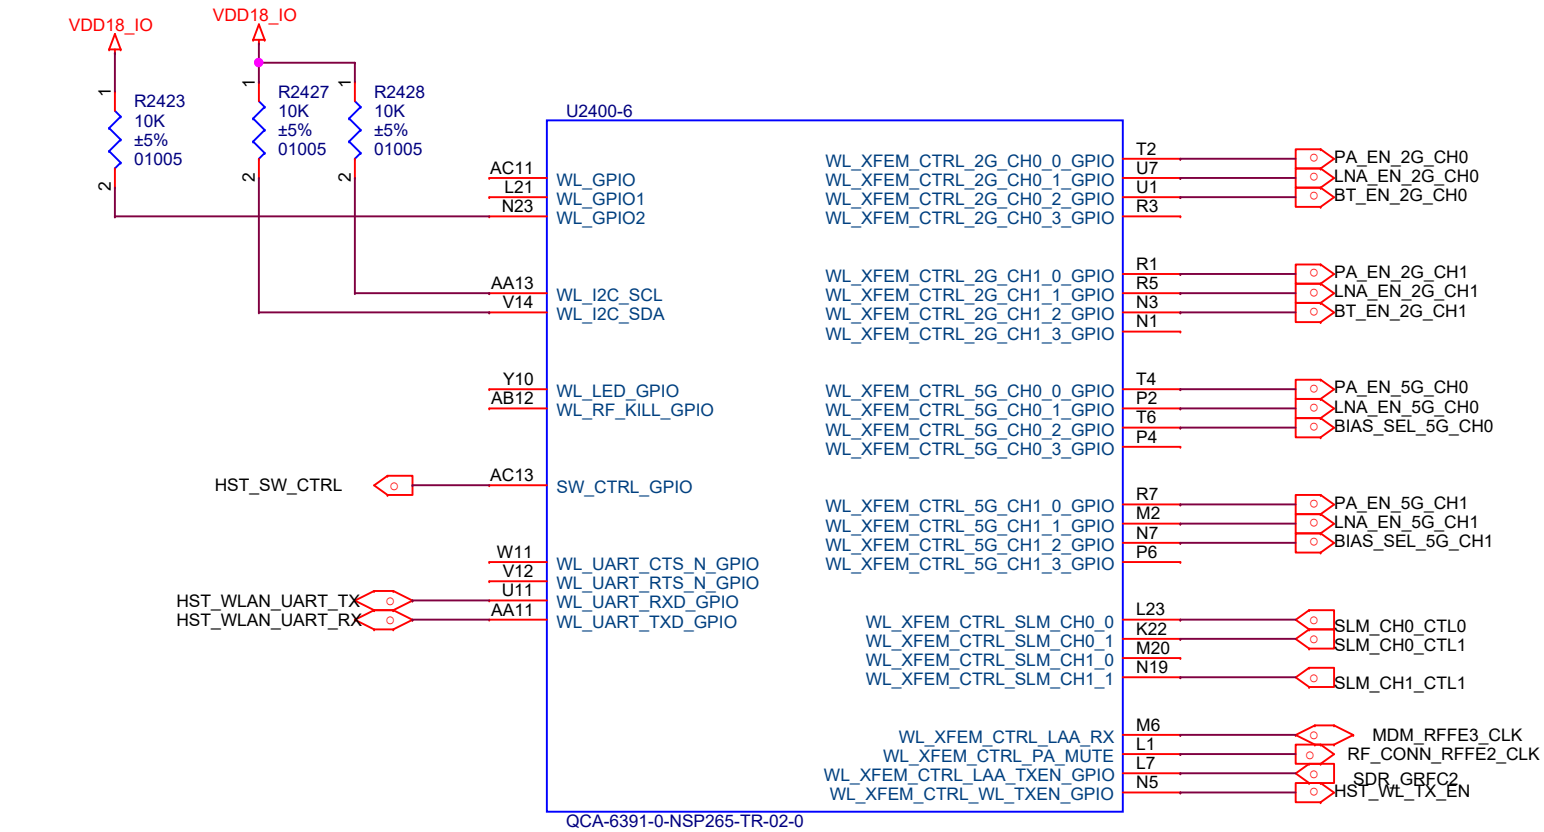 VDD18_IO
VDD18_IO
1
R2423
10K
±5%
01005
2
1
R2427
10K
±5%
01005
2
1
R2428
10K
±5%
01005
2
U2400-6
AC11 WL_GPIO
L21 WL_GPIO1
N23 WL_GPIO2
AA13 WL_I2C_SCL
V14 WL_I2C_SDA
Y10 WL_LED_GPIO
AB12 WL_RF_KILL_GPIO
HST_SW_CTRL AC13 SW_CTRL_GPIO
W11 WL_UART_CTS_N_GPIO
V12 WL_UART_RTS_N_GPIO
HST_WLAN_UART_TX U11 WL_UART_RXD_GPIO
HST_WLAN_UART_RX AA11 WL_UART_TXD_GPIO
WL_XFEM_CTRL_2G_CH0_0_GPIO T2 PA_EN_2G_CH0
WL_XFEM_CTRL_2G_CH0_1_GPIO U7 LNA_EN_2G_CH0
WL_XFEM_CTRL_2G_CH0_2_GPIO U1 BT_EN_2G_CH0
WL_XFEM_CTRL_2G_CH0_3_GPIO R3
WL_XFEM_CTRL_2G_CH1_0_GPIO R1 PA_EN_2G_CH1
WL_XFEM_CTRL_2G_CH1_1_GPIO R5 LNA_EN_2G_CH1
WL_XFEM_CTRL_2G_CH1_2_GPIO N3 BT_EN_2G_CH1
WL_XFEM_CTRL_2G_CH1_3_GPIO N1
WL_XFEM_CTRL_5G_CH0_0_GPIO T4 PA_EN_5G_CH0
WL_XFEM_CTRL_5G_CH0_1_GPIO P2 LNA_EN_5G_CH0
WL_XFEM_CTRL_5G_CH0_2_GPIO T6 BIAS_SEL_5G_CH0
WL_XFEM_CTRL_5G_CH0_3_GPIO P4
WL_XFEM_CTRL_5G_CH1_0_GPIO R7 PA_EN_5G_CH1
WL_XFEM_CTRL_5G_CH1_1_GPIO M2 LNA_EN_5G_CH1
WL_XFEM_CTRL_5G_CH1_2_GPIO N7 BIAS_SEL_5G_CH1
WL_XFEM_CTRL_5G_CH1_3_GPIO P6
WL_XFEM_CTRL_SLM_CH0_0 L23 SLM_CH0_CTL0
WL_XFEM_CTRL_SLM_CH0_1 K22 SLM_CH0_CTL1
WL_XFEM_CTRL_SLM_CH1_0 M20
WL_XFEM_CTRL_SLM_CH1_1 N19 SLM_CH1_CTL1
WL_XFEM_CTRL_LAA_RX M6 MDM_RFFE3_CLK
WL_XFEM_CTRL_PA_MUTE L1 RF_CONN_RFFE2_CLK
WL_XFEM_CTRL_LAA_TXEN_GPIO L7 SDR_GRFC2
WL_XFEM_CTRL_WL_TXEN_GPIO N5 HST_WL_TX_EN
QCA-6391-0-NSP265-TR-02-0